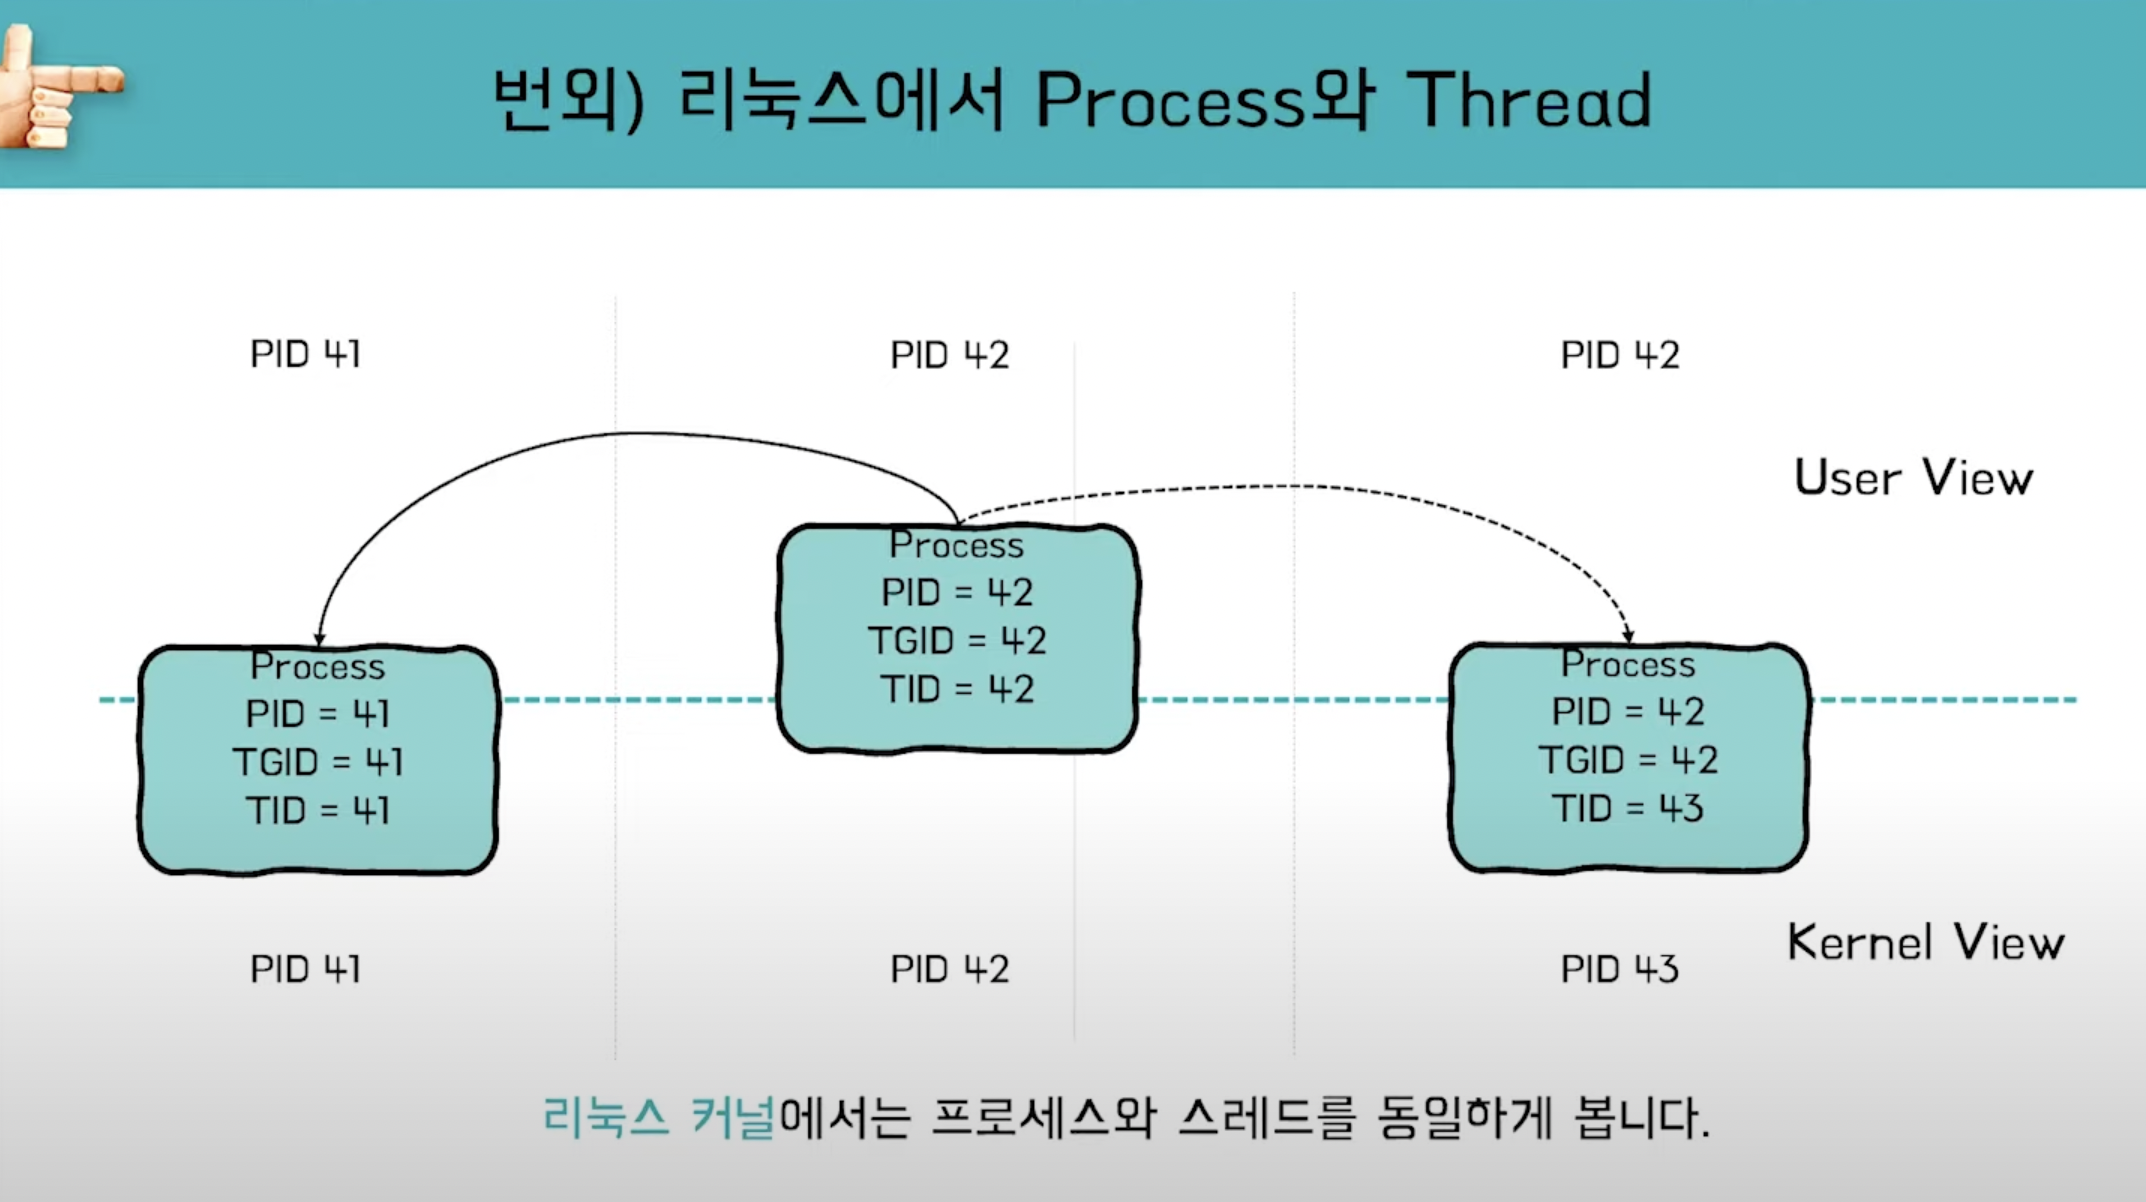 번외) 리눅스에서 Process와 Thread
PID 41
PID 42
PID 42
User View
Process
PID = 41
TGID = 41
TID = 41
Process
PID = 42
TGID = 42
TID = 42
Process
PID = 42
TGID = 42
TID = 43
Kernel View
PID 41
PID 42
PID 43
리눅스 커널에서는 프로세스와 스레드를 동일하게 봅니다.